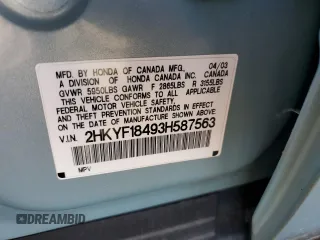 MFD. BY HONDA OF CANADA MFG. 04/03
A DIVISION OF HONDA CANADA INC. CANADA
GVWR 5950LBS GAWR F 2865LBS R 3155LBS
THIS VEHICLE CONFORMS TO ALL APPLICABLE
FEDERAL MOTOR VEHICLE SAFETY, BUMPER AND
THEFT PREVENTION STANDARDS IN EFFECT ON
THE DATE OF MANUFACTURE SHOWN ABOVE.
V.I.N. 2HKYF18493H587563
MPV
DREAMBID